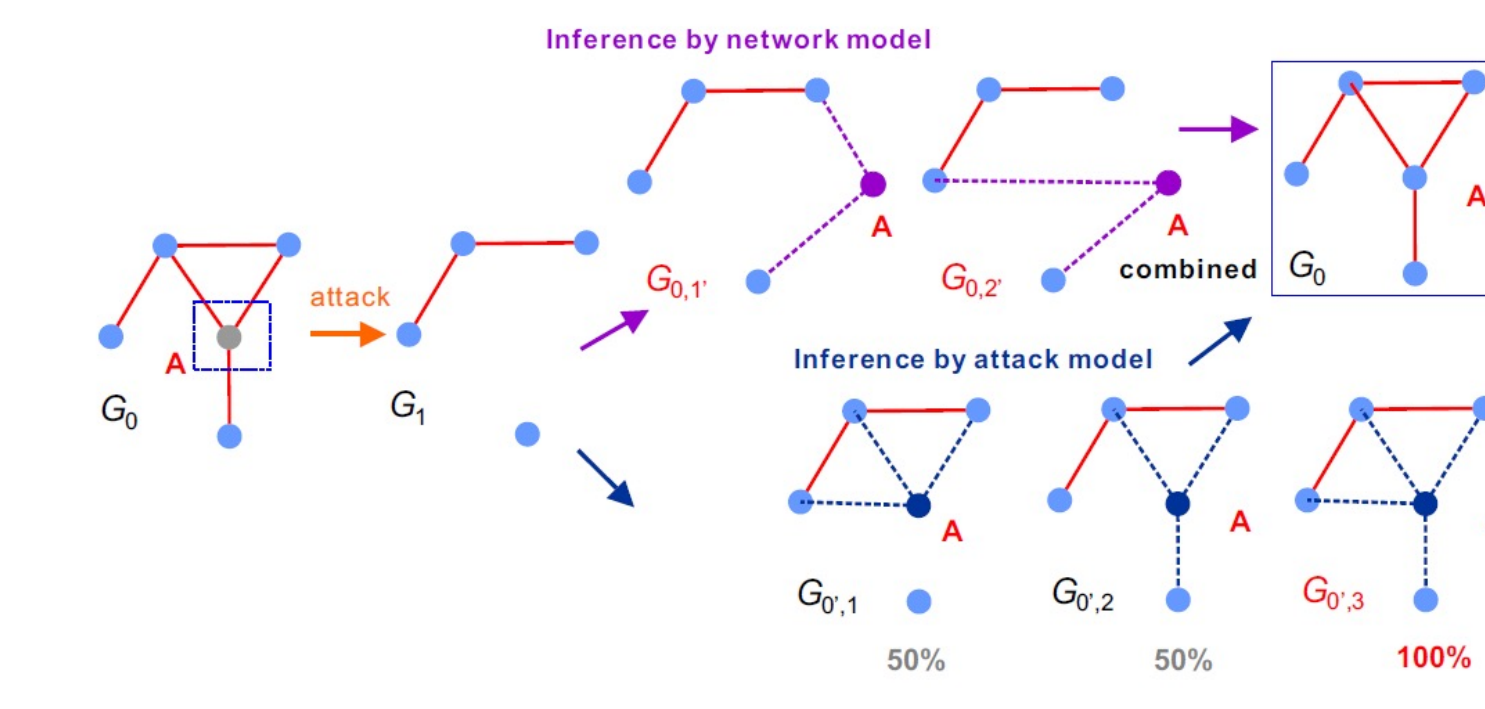 Inference by network model
A
A
A
G0,1'
G0,2'
combined
G0
attack
A
G0
G1
Inference by attack model
A
A
G0',1
G0',2
G0',3
50%
50%
100%